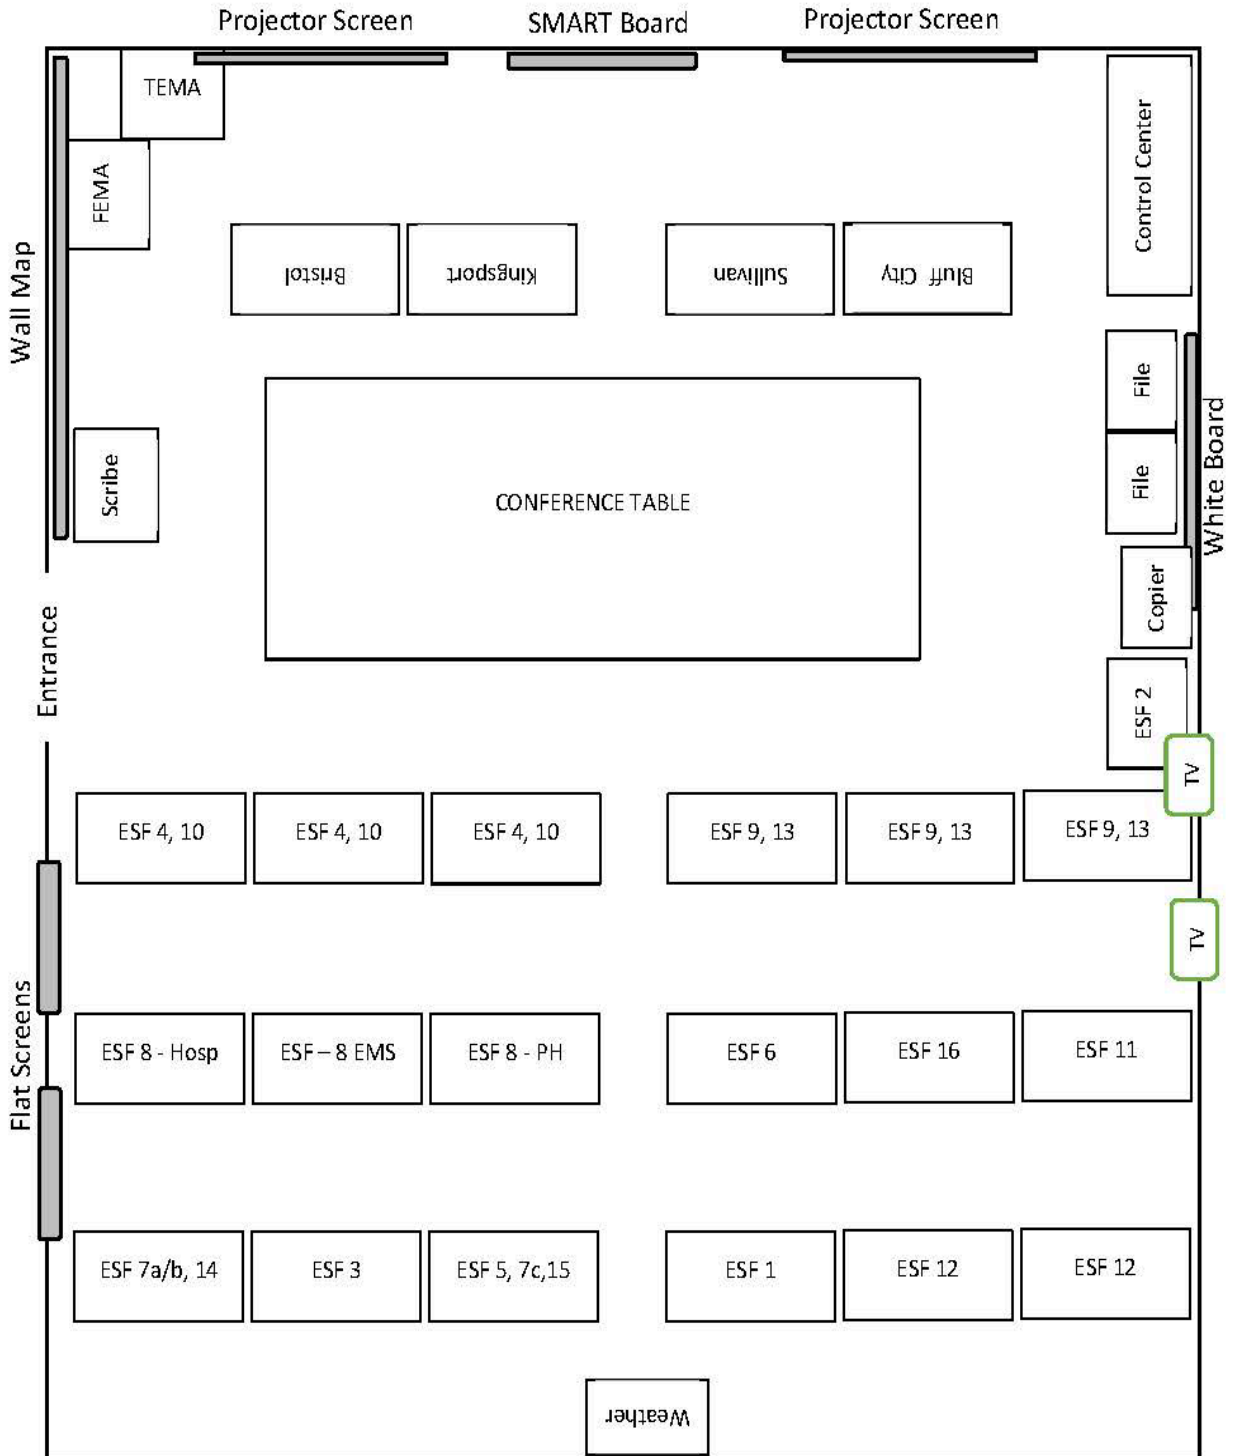 Projector Screen
SMART Board
Projector Screen
TEMA
FEMA
Wall Map
Control Center
Bristol
Kingsport
Sullivan
Bluff City
File
File
White Board
Scribe
CONFERENCE TABLE
Copier
Entrance
ESF 2
TV
ESF 4, 10
ESF 4, 10
ESF 4, 10
ESF 9, 13
ESF 9, 13
ESF 9, 13
TV
Flat Screens
ESF 8 - Hosp
ESF – 8 EMS
ESF 8 - PH
ESF 6
ESF 16
ESF 11
ESF 7a/b, 14
ESF 3
ESF 5, 7c,15
ESF 1
ESF 12
ESF 12
Weather